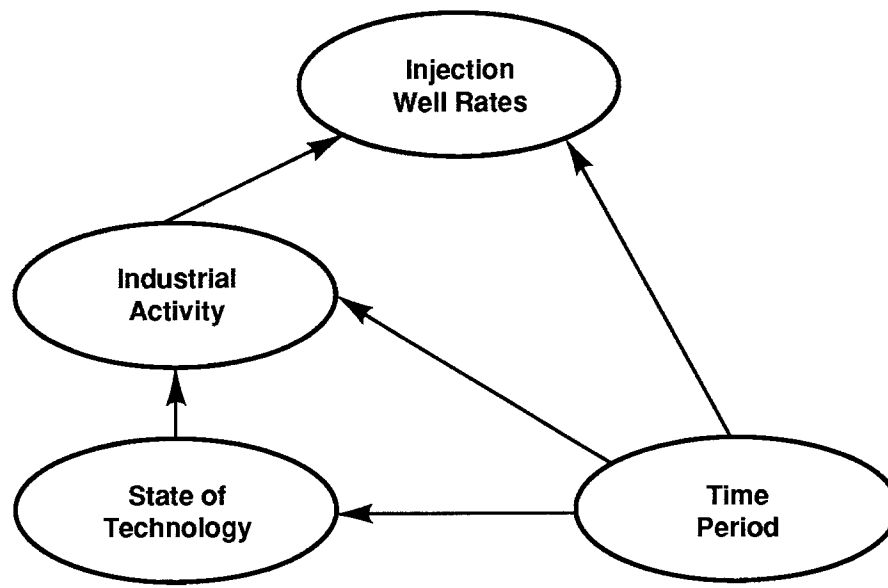 Injection
Well Rates
Industrial
Activity
State of
Technology
Time
Period